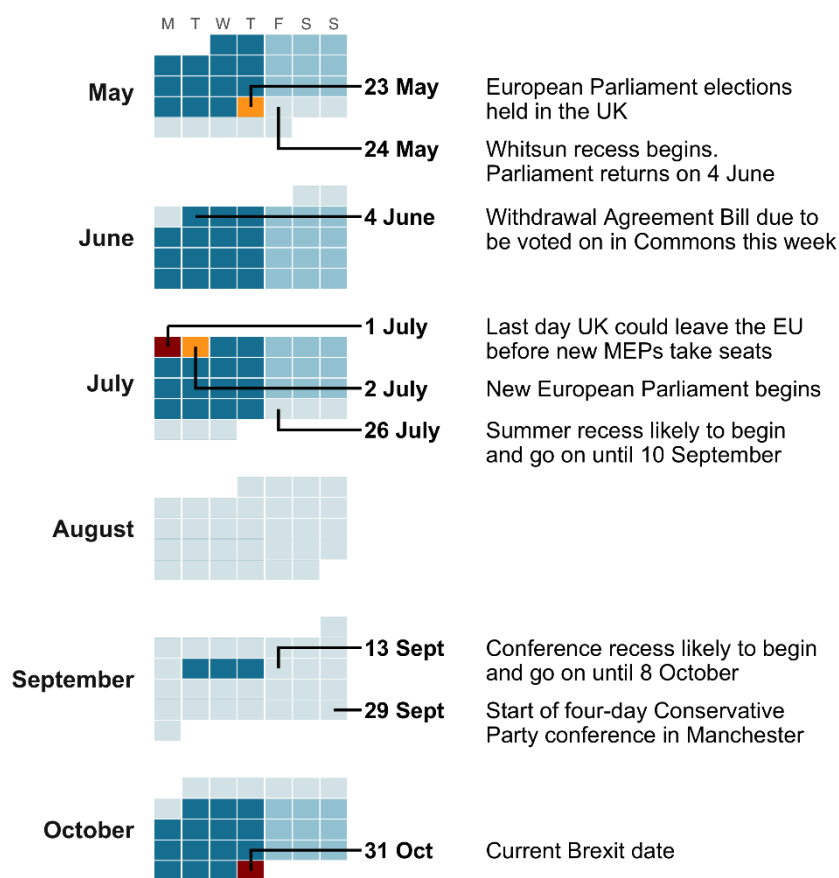 M T W T F S S
May
23 May European Parliament elections
held in the UK
24 May Whitsun recess begins.
Parliament returns on 4 June
June
4 June Withdrawal Agreement Bill due to
be voted on in Commons this week
July
1 July Last day UK could leave the EU
before new MEPs take seats
2 July New European Parliament begins
26 July Summer recess likely to begin
and go on until 10 September
August
September
13 Sept Conference recess likely to begin
and go on until 8 October
29 Sept Start of four-day Conservative
Party conference in Manchester
October
31 Oct Current Brexit date